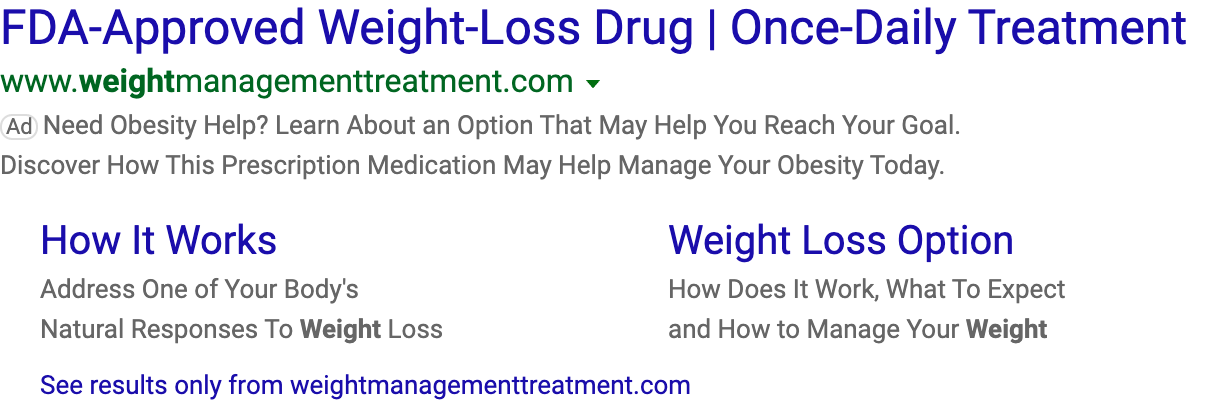 FDA-Approved Weight-Loss Drug | Once-Daily Treatment
www.weightmanagementtreatment.com
Ad Need Obesity Help? Learn About an Option That May Help You Reach Your Goal.
Discover How This Prescription Medication May Help Manage Your Obesity Today.
How It Works
Address One of Your Body's
Natural Responses To Weight Loss
Weight Loss Option
How Does It Work, What To Expect
and How to Manage Your Weight
See results only from weightmanagementtreatment.com